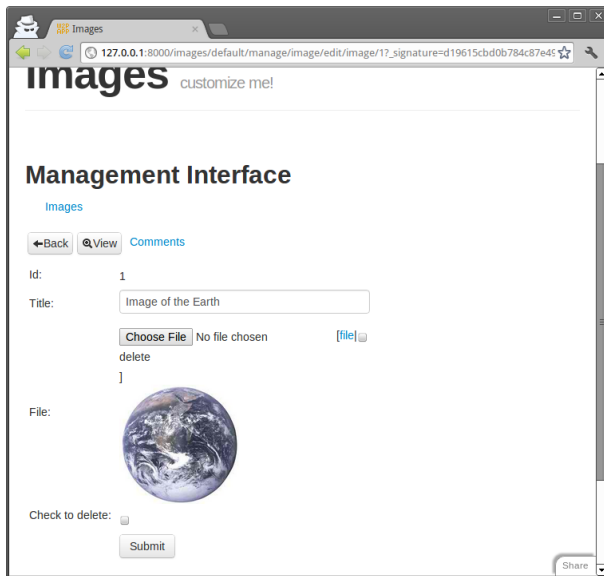 Images
127.0.0.1:8000/images/default/manage/image/edit/image/1?_signature=d19615cbd0b784c87e49
Images customize me!
Management Interface
Images
Back View Comments
Id: 1
Title: Image of the Earth
Choose File No file chosen [file|
delete
]
File:
Check to delete:
Submit
Share